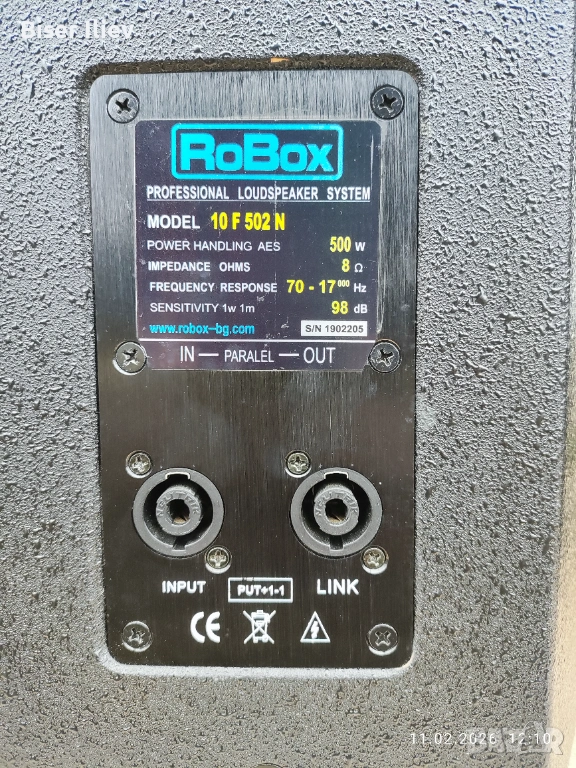 Biser Iliev
RoBox
PROFESSIONAL LOUDSPEAKER SYSTEM
MODEL 10 F 502 N
POWER HANDLING AES 500 W
IMPEDANCE OHMS 8 Ω
FREQUENCY RESPONSE 70 - 17000 Hz
SENSITIVITY 1w 1m 98 dB
www.robox-bg.com S/N 1902205
IN — PARALEL — OUT
INPUT PUT+1-1 LINK
CE
11.02.2026 12:10